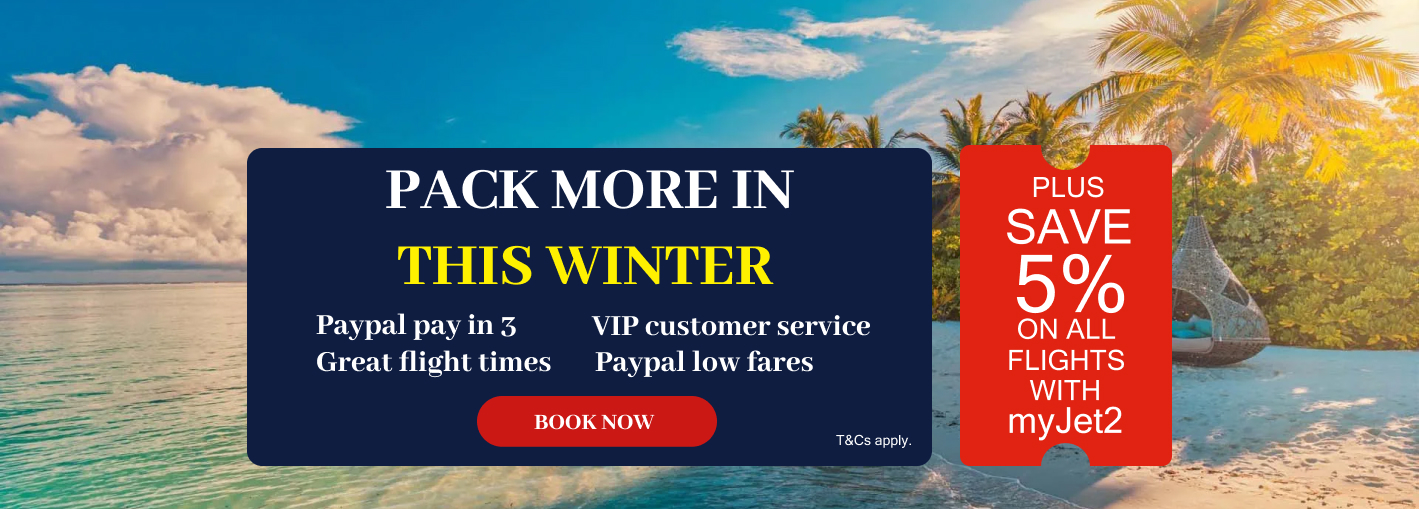 PACK MORE IN
THIS WINTER
Paypal pay in 3
VIP customer service
Great flight times
Paypal low fares
BOOK NOW
T&Cs apply.
PLUS
SAVE
5%
ON ALL
FLIGHTS
WITH
myJet2